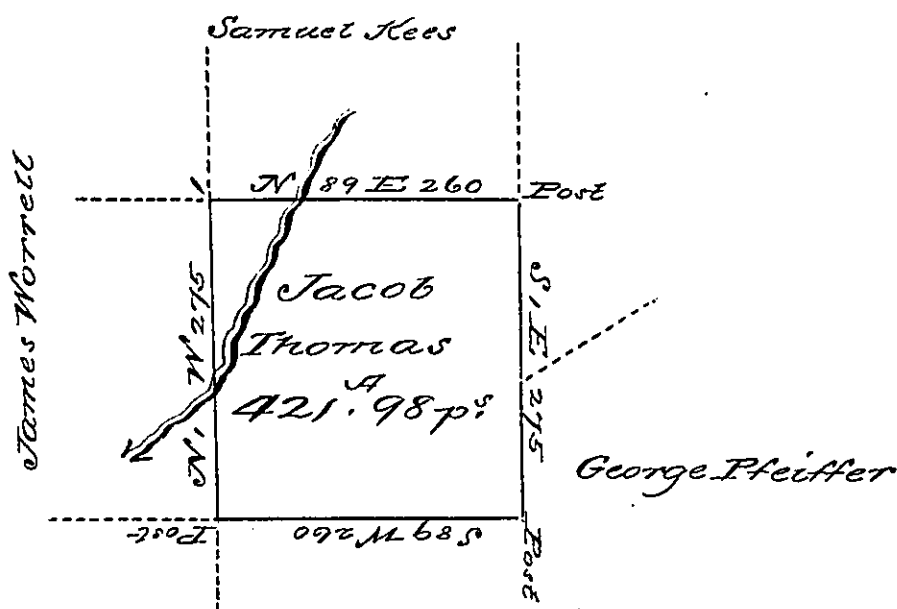 Samuel Kees
N 89 E 260 Post
James Worrell
N 1 W 275
Jacob
Thomas
421. A 98 pˢ
S 1 E 275
George Pfeiffer
Post
S 89 W 260
Post